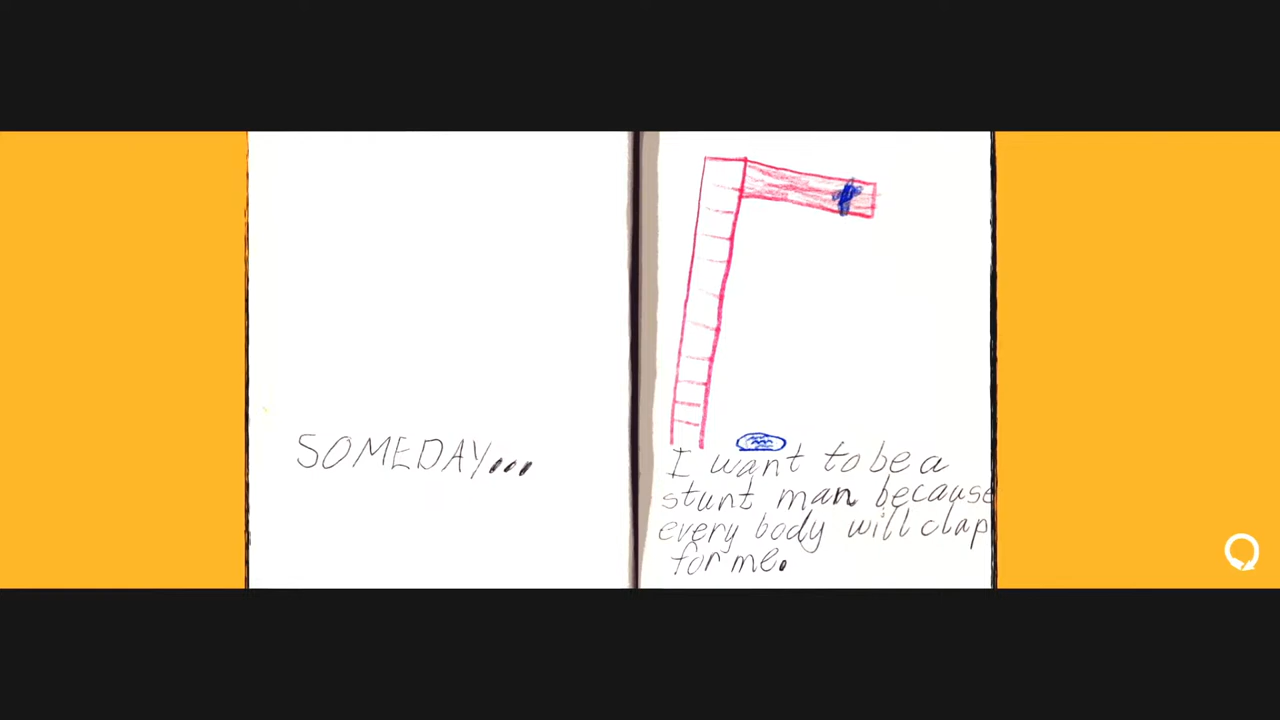 SOMEDAY...
I want to be a
stunt man because
every body will clap
for me.